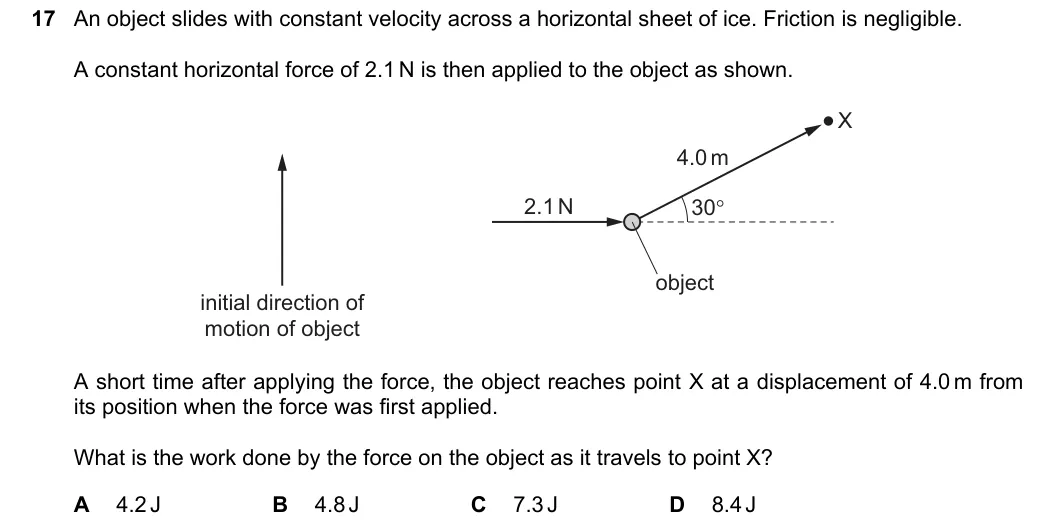 17 An object slides with constant velocity across a horizontal sheet of ice. Friction is negligible.
A constant horizontal force of 2.1 N is then applied to the object as shown.
X
4.0 m
2.1 N
30°
object
initial direction of
motion of object
A short time after applying the force, the object reaches point X at a displacement of 4.0 m from
its position when the force was first applied.
What is the work done by the force on the object as it travels to point X?
A 4.2 J B 4.8 J C 7.3 J D 8.4 J